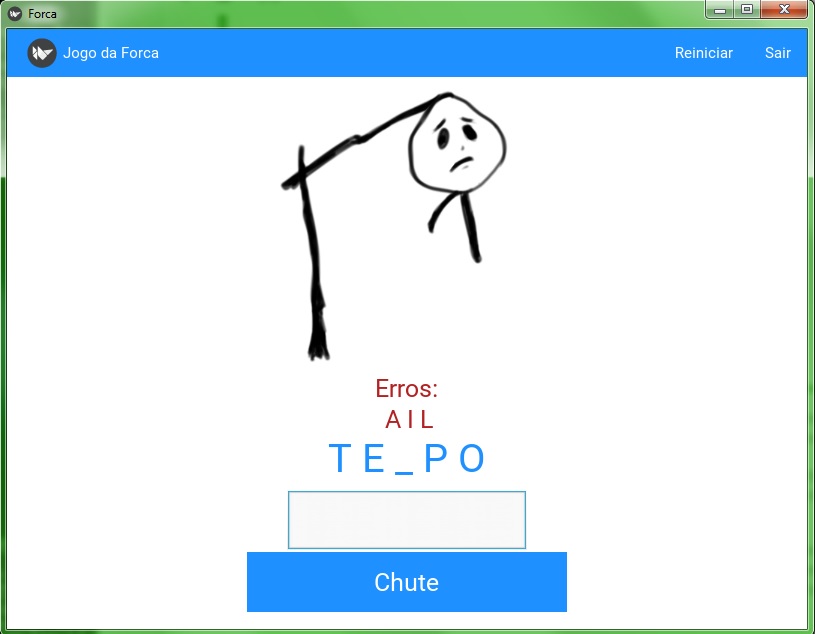 Forca
Jogo da Forca
Reiniciar
Sair
Erros:
A I L
T E _ P O
Chute